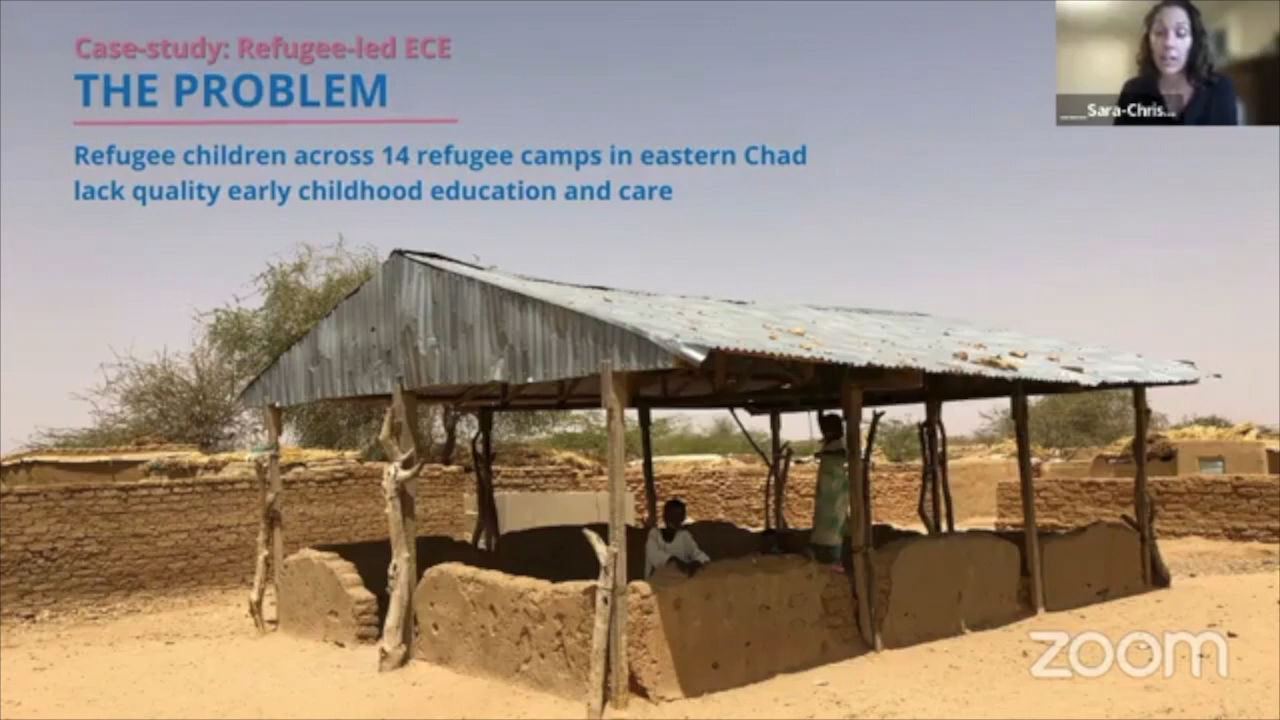 Case-study: Refugee-led ECE
THE PROBLEM
Refugee children across 14 refugee camps in eastern Chad
lack quality early childhood education and care
Sara-Chris...
zoom